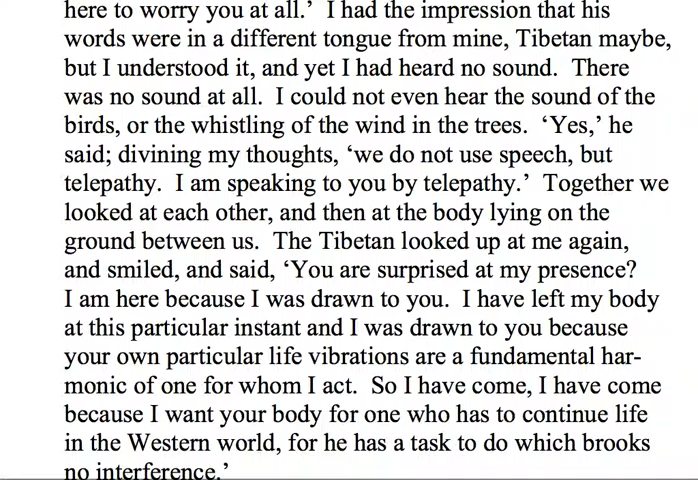 here to worry you at all.’  I had the impression that his
words were in a different tongue from mine, Tibetan maybe,
but I understood it, and yet I had heard no sound.  There
was no sound at all.  I could not even hear the sound of the
birds, or the whistling of the wind in the trees.  ‘Yes,’ he
said; divining my thoughts, ‘we do not use speech, but
telepathy.  I am speaking to you by telepathy.’  Together we
looked at each other, and then at the body lying on the
ground between us.  The Tibetan looked up at me again,
and smiled, and said, ‘You are surprised at my presence?
I am here because I was drawn to you.  I have left my body
at this particular instant and I was drawn to you because
your own particular life vibrations are a fundamental har-
monic of one for whom I act.  So I have come, I have come
because I want your body for one who has to continue life
in the Western world, for he has a task to do which brooks
no interference.’